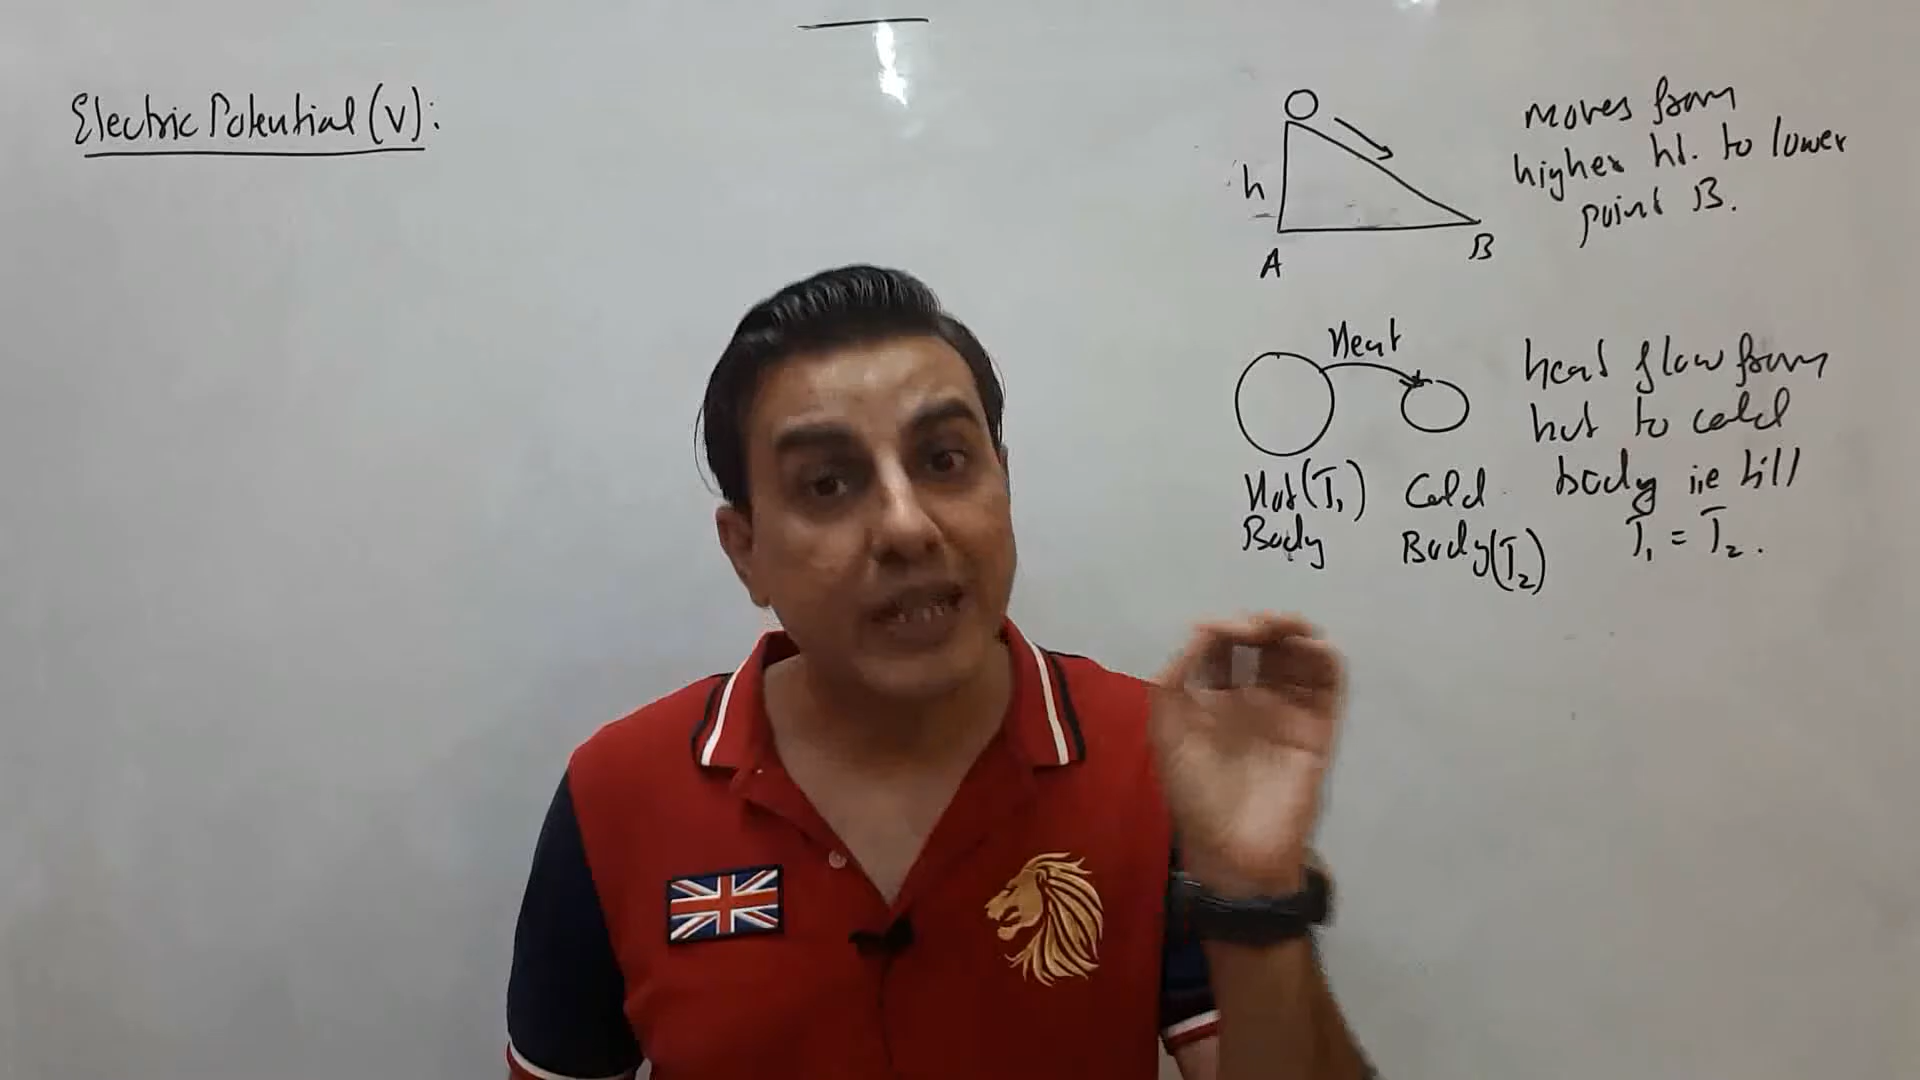 Electric Potential (V):
h
A
B
moves from
higher ht. to lower
point B.
Heat
Hot (T₁)
Body
Cold
Body (T₂)
heat flow from
hot to cold
body i.e till
T₁ = T₂.